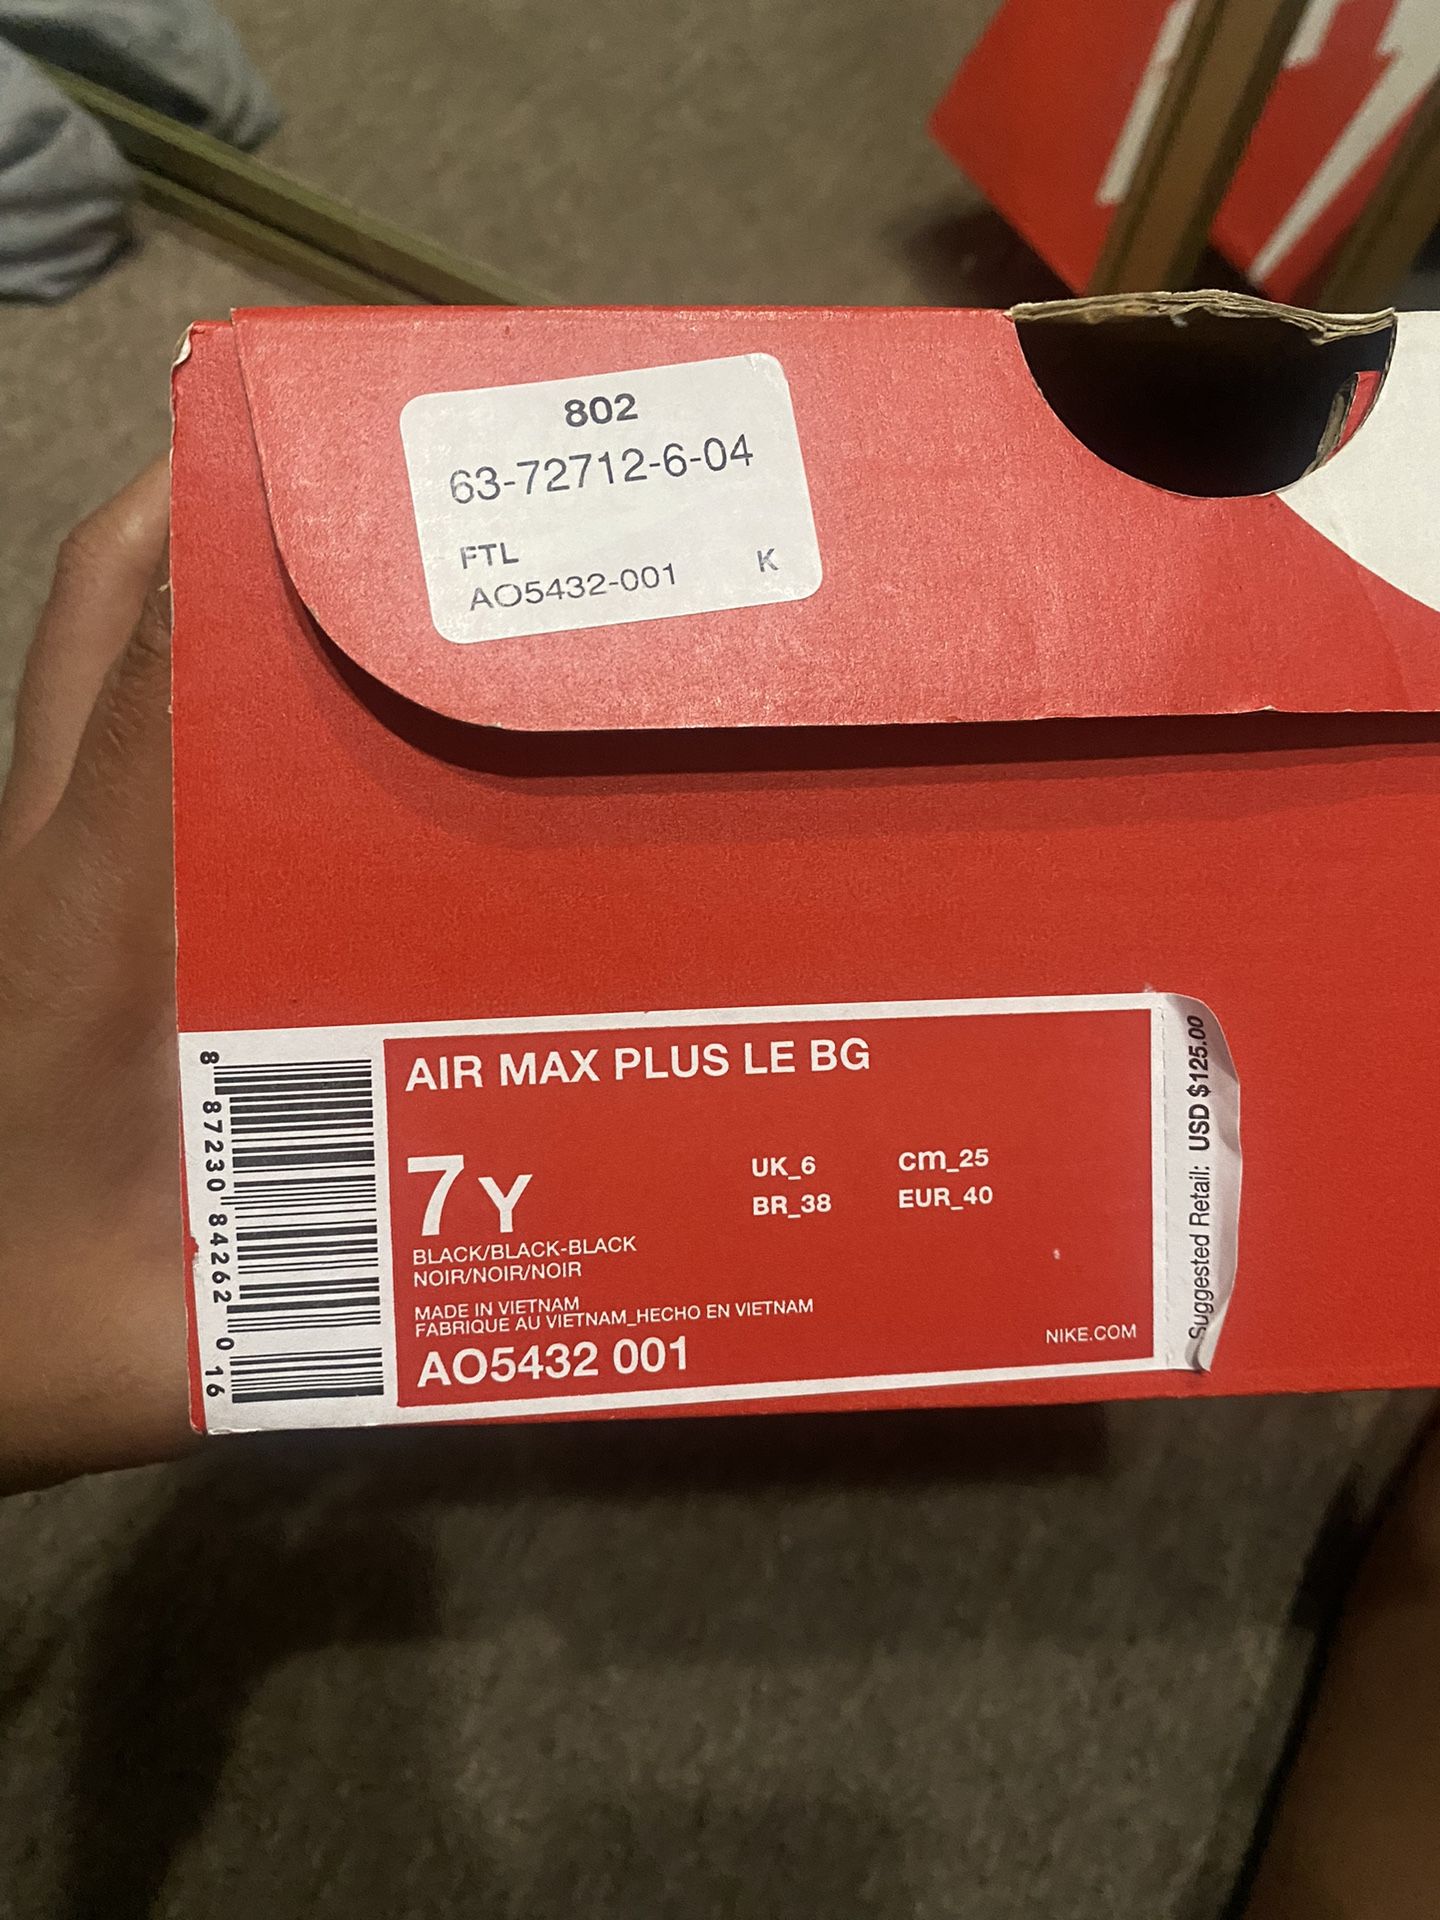 802
63-72712-6-04
FTL
K
AO5432-001
8 87230 84262 0 16
AIR MAX PLUS LE BG
7Y
UK_6
cm_25
BR_38
EUR_40
BLACK/BLACK-BLACK
NOIR/NOIR/NOIR
MADE IN VIETNAM
FABRIQUE AU VIETNAM_HECHO EN VIETNAM
AO5432 001
NIKE.COM
Suggested Retail: USD $125.00